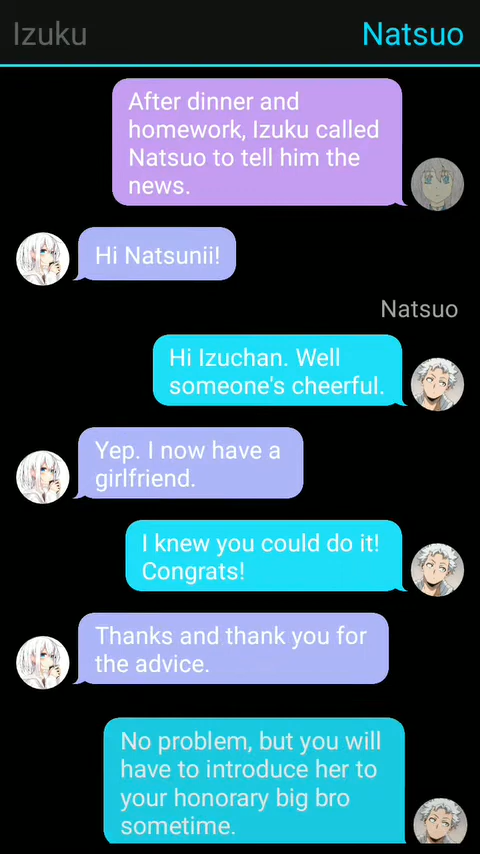 Izuku
Natsuo
After dinner and
homework, Izuku called
Natsuo to tell him the
news.
Hi Natsunii!
Natsuo
Hi Izuchan. Well
someone's cheerful.
Yep. I now have a
girlfriend.
I knew you could do it!
Congrats!
Thanks and thank you for
the advice.
No problem, but you will
have to introduce her to
your honorary big bro
sometime.